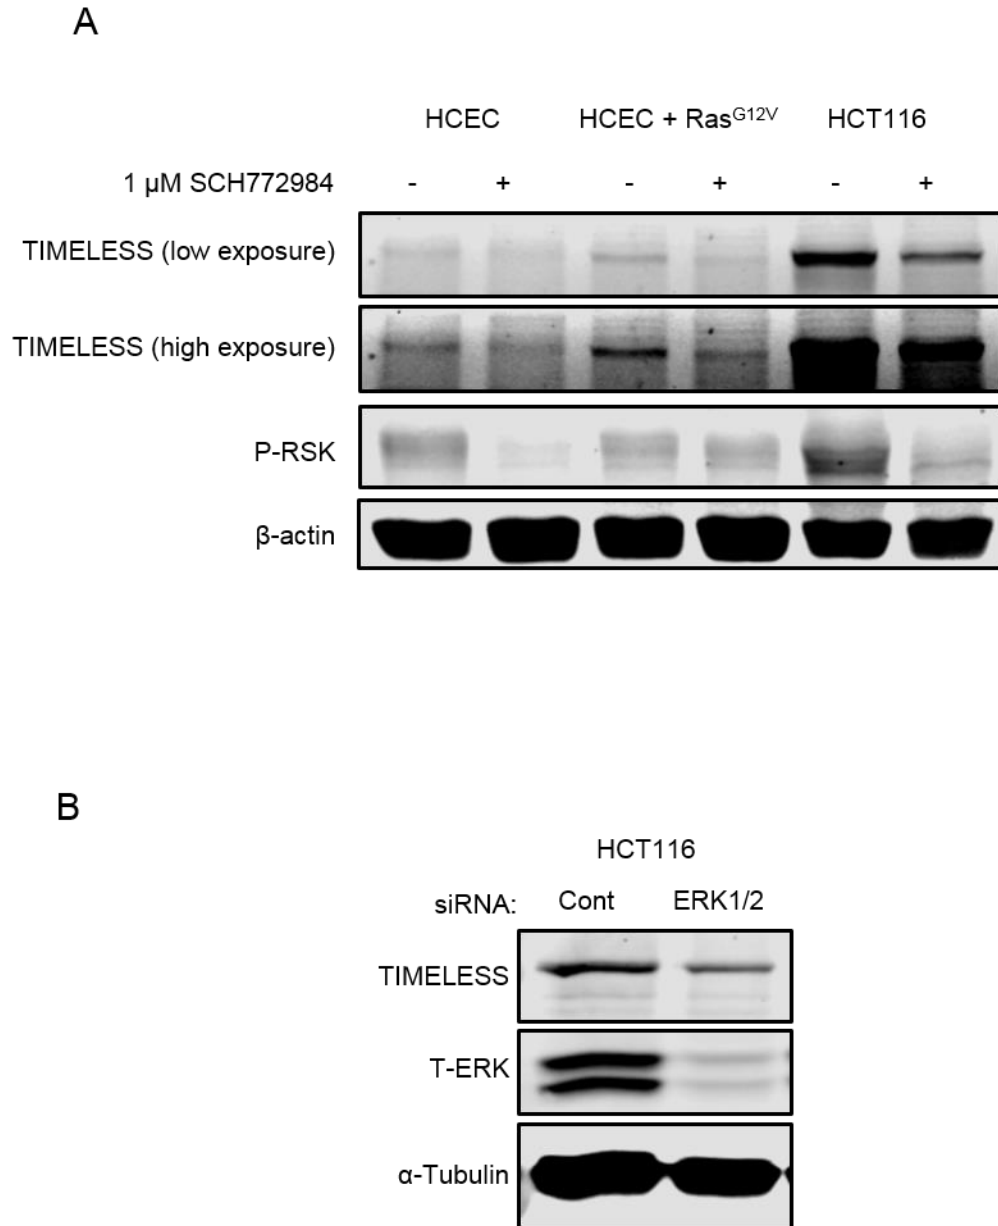 A
HCEC HCEC + Ras^G12V HCT116
1 µM SCH772984 - + - + - +
TIMELESS (low exposure)
TIMELESS (high exposure)
P-RSK
β-actin
B
HCT116
siRNA: Cont ERK1/2
TIMELESS
T-ERK
α-Tubulin